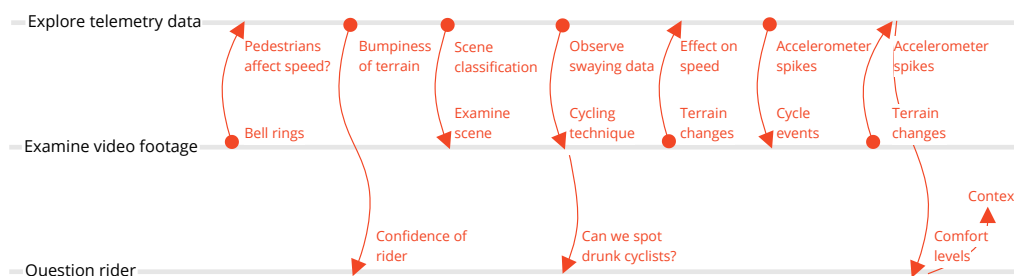 Explore telemetry data
Pedestrians
affect speed?
Bumpiness
of terrain
Scene
classification
Observe
swaying data
Effect on
speed
Accelerometer
spikes
Accelerometer
spikes
Bell rings
Examine
scene
Cycling
technique
Terrain
changes
Cycle
events
Terrain
changes
Examine video footage
Contex
Confidence of
rider
Can we spot
drunk cyclists?
Comfort
levels
Question rider